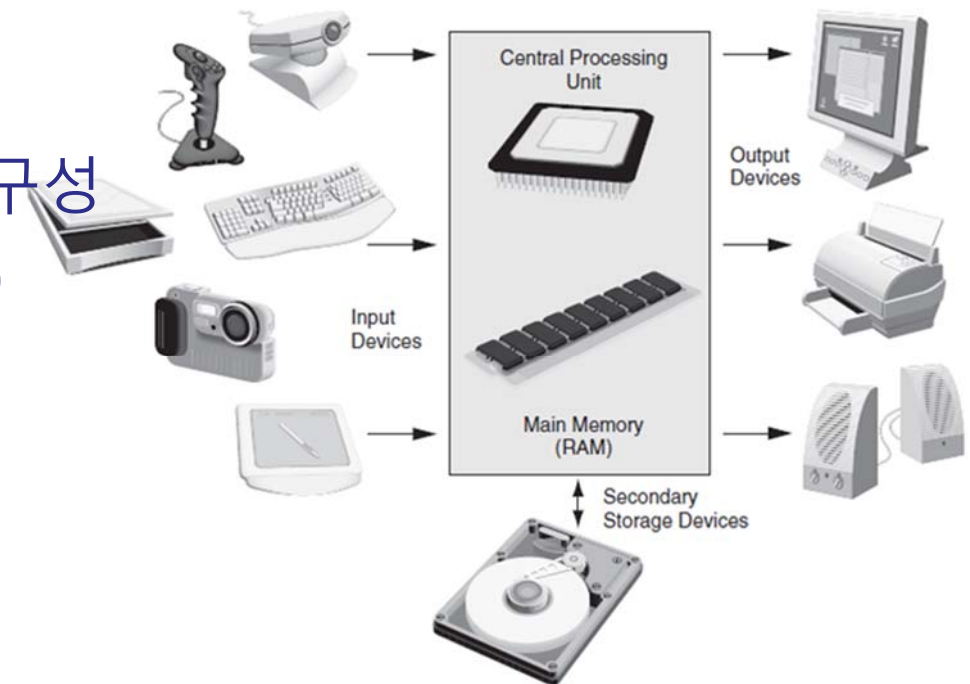 구성
Central Processing
Unit
Output
Devices
Input
Devices
Main Memory
(RAM)
Secondary
Storage Devices